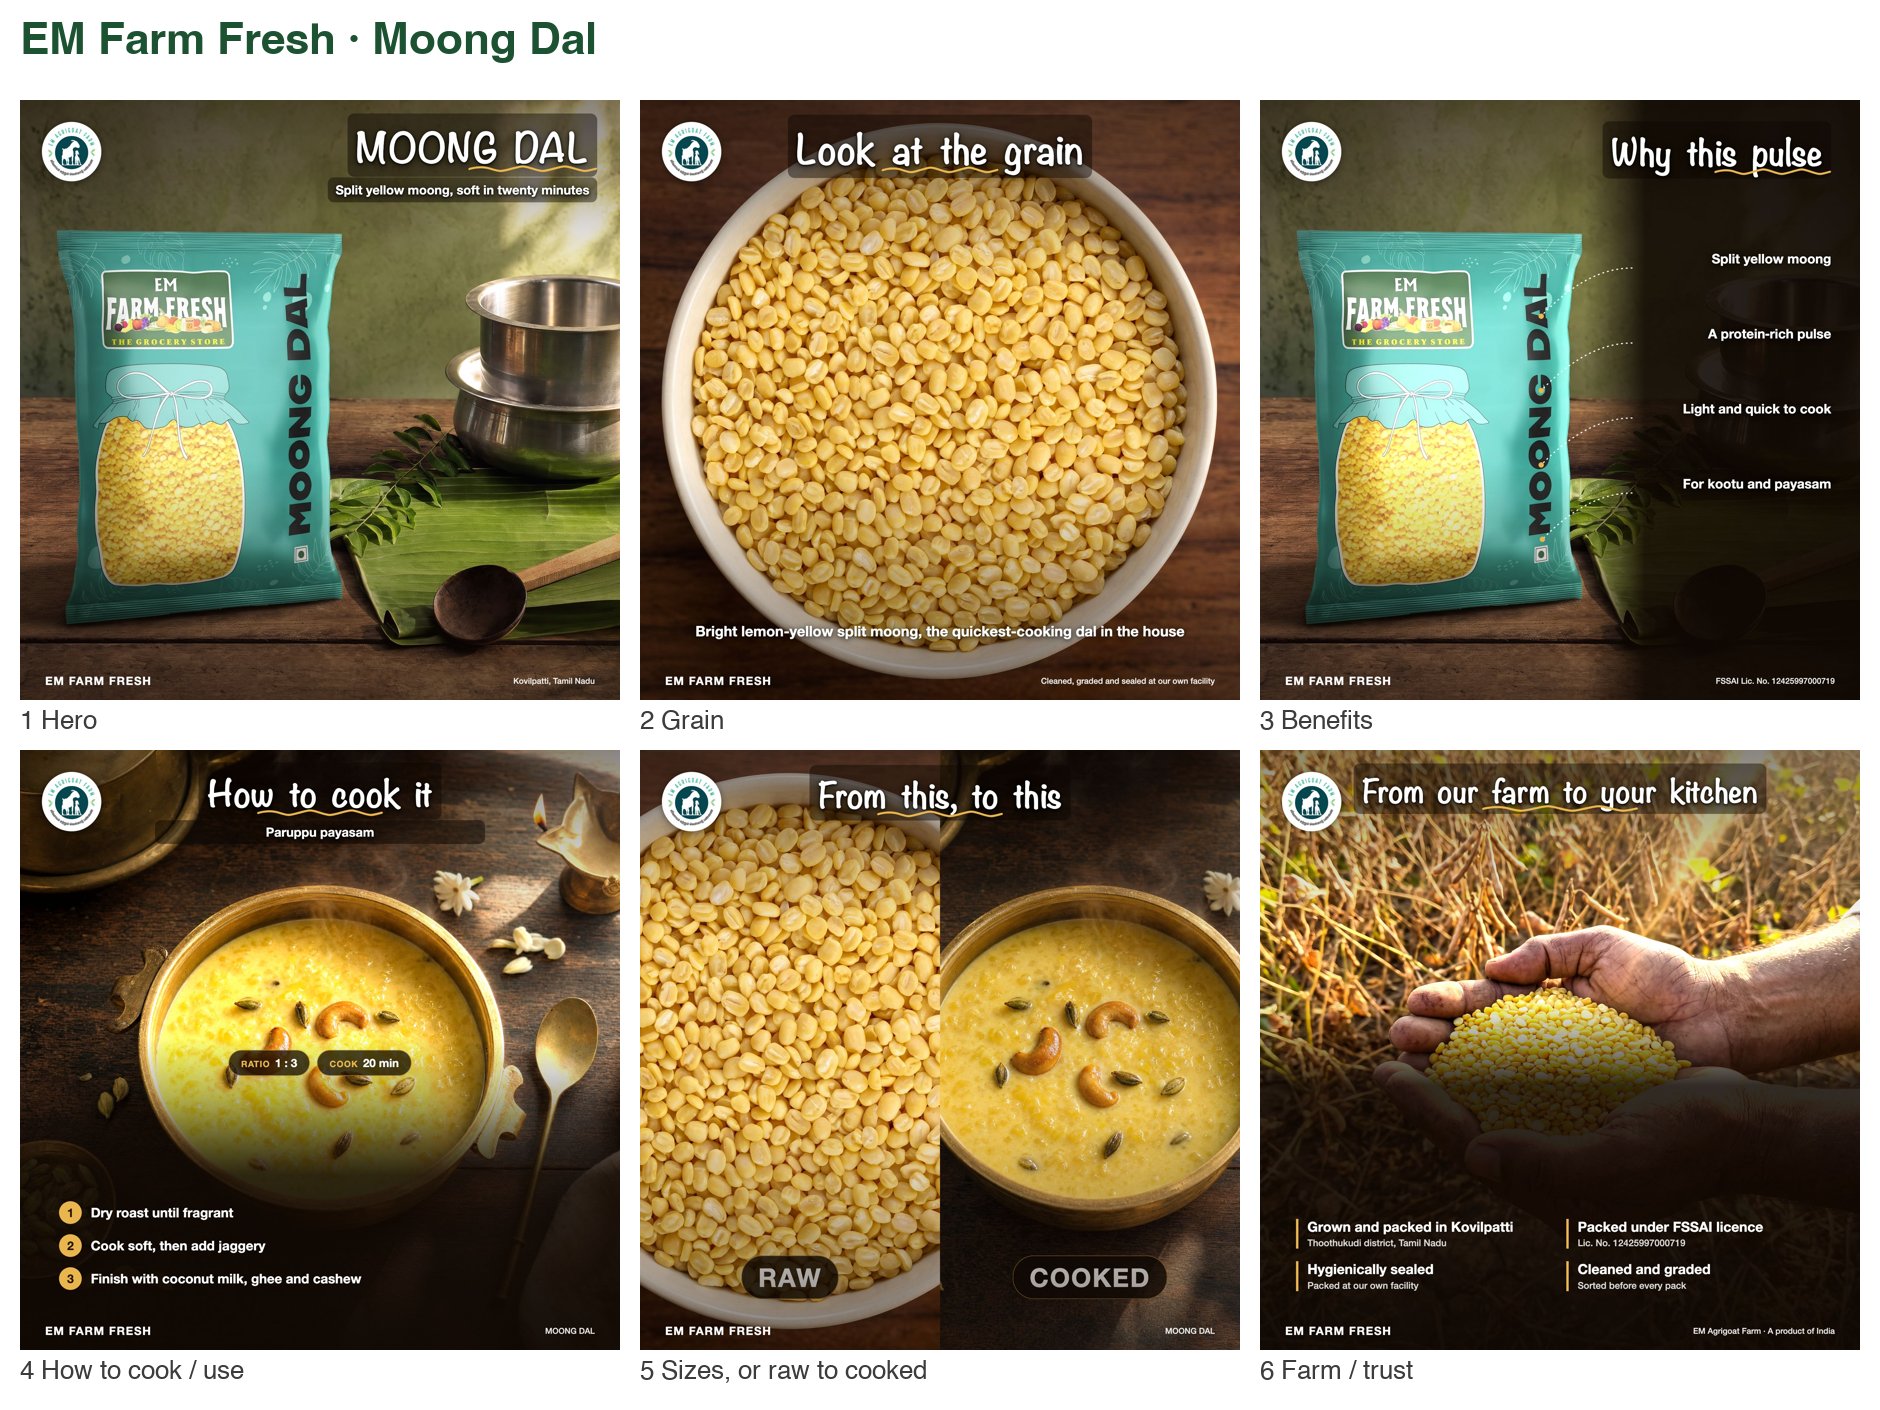 EM Farm Fresh · Moong Dal
MOONG DAL
Split yellow moong, soft in twenty minutes
EM
FARM FRESH
THE GROCERY STORE
MOONG DAL
EM FARM FRESH
Kovilpatti, Tamil Nadu
1 Hero
Look at the grain
Bright lemon-yellow split moong, the quickest-cooking dal in the house
EM FARM FRESH
Cleaned, graded and sealed at our own facility
2 Grain
Why this pulse
EM
FARM FRESH
THE GROCERY STORE
MOONG DAL
Split yellow moong
A protein-rich pulse
Light and quick to cook
For kootu and payasam
EM FARM FRESH
FSSAI Lic. No. 12425997000719
3 Benefits
How to cook it
Paruppu payasam
RATIO 1 : 3
COOK 20 min
1 Dry roast until fragrant
2 Cook soft, then add jaggery
3 Finish with coconut milk, ghee and cashew
EM FARM FRESH
MOONG DAL
4 How to cook / use
From this, to this
RAW
COOKED
EM FARM FRESH
MOONG DAL
5 Sizes, or raw to cooked
From our farm to your kitchen
Grown and packed in Kovilpatti
Thoothukudi district, Tamil Nadu
Packed under FSSAI licence
Lic. No. 12425997000719
Hygienically sealed
Packed at our own facility
Cleaned and graded
Sorted before every pack
EM FARM FRESH
EM Agrigoat Farm · A product of India
6 Farm / trust